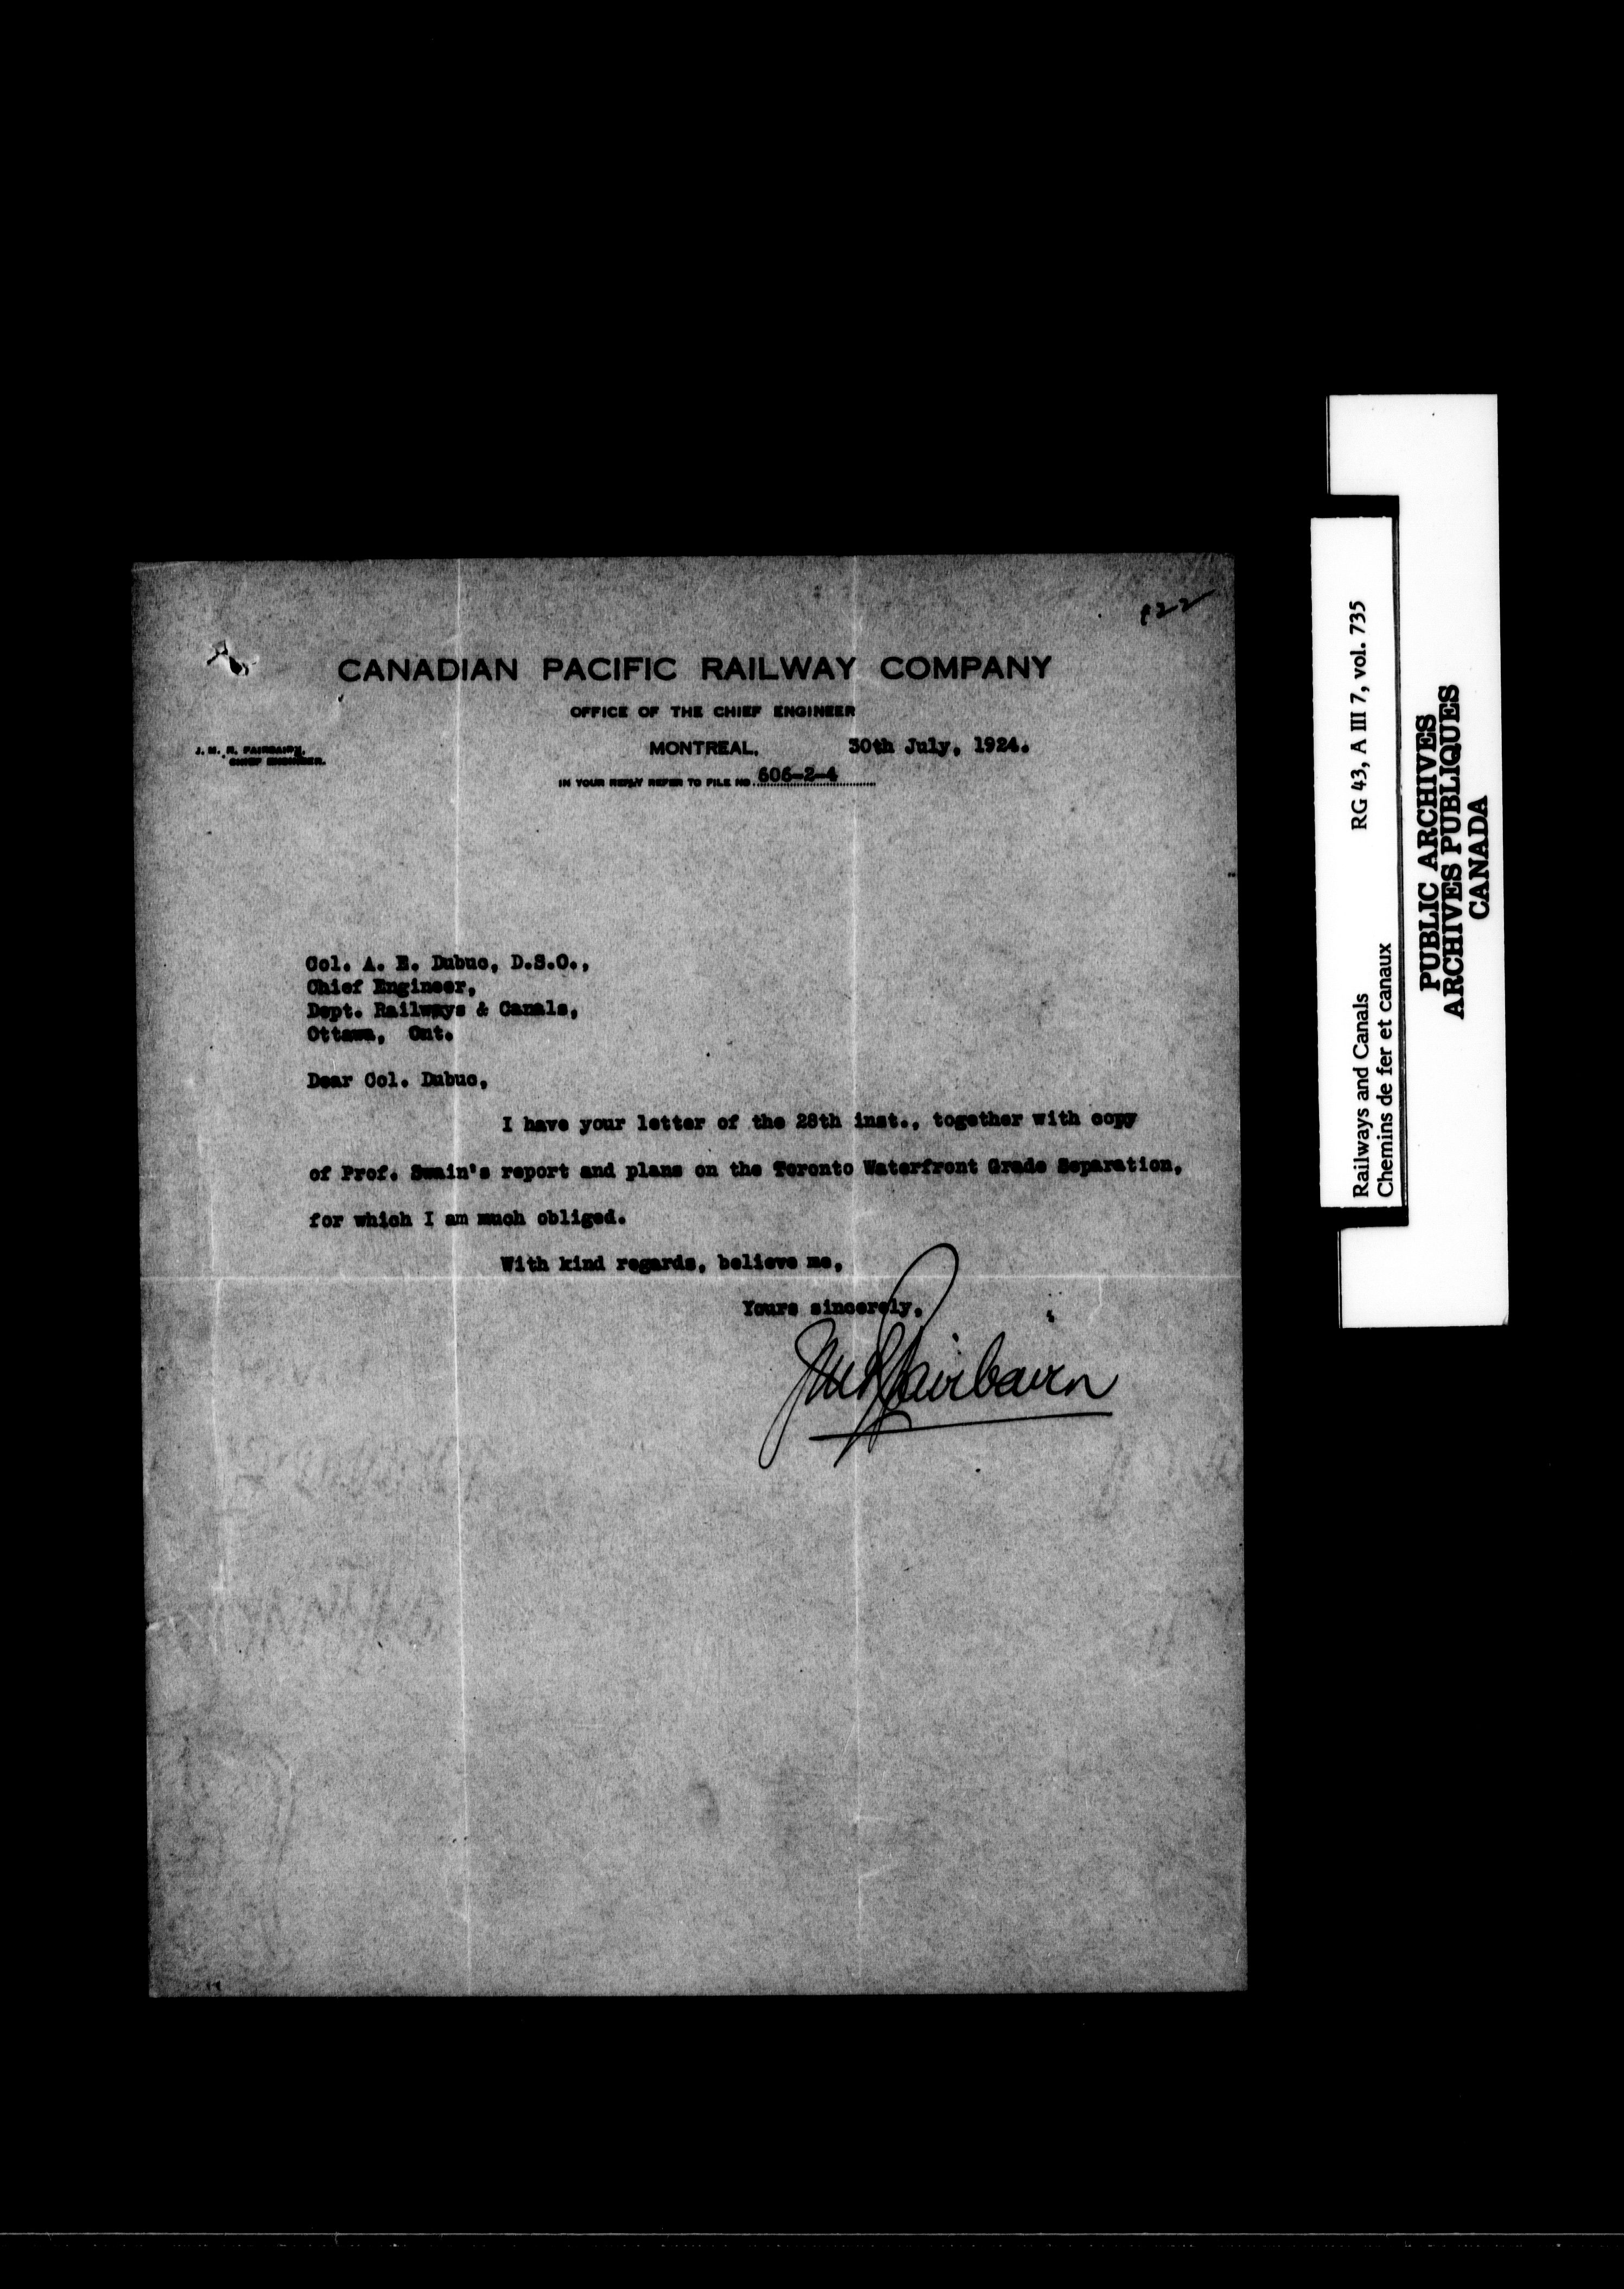 CANADIAN PACIFIC RAILWAY COMPANY
OFFICE OF THE CHIEF ENGINEER
J. M. R. FAIRBAIRN,
CHIEF ENGINEER.
MONTREAL, 30th July, 1924.
IN YOUR REPLY REFER TO FILE NO. 606-2-4
Col. A. E. Dubuc, D.S.O.,
Chief Engineer,
Dept. Railways & Canals,
Ottawa, Ont.
Dear Col. Dubuc,
I have your letter of the 28th inst., together with copy
of Prof. Swain's report and plans on the Toronto Waterfront Grade Separation,
for which I am much obliged.
With kind regards, believe me,
Yours sincerely,
JMRFairbairn
Railways and Canals RG 43, A III 7, vol. 735
Chemins de fer et canaux
PUBLIC ARCHIVES
ARCHIVES PUBLIQUES
CANADA